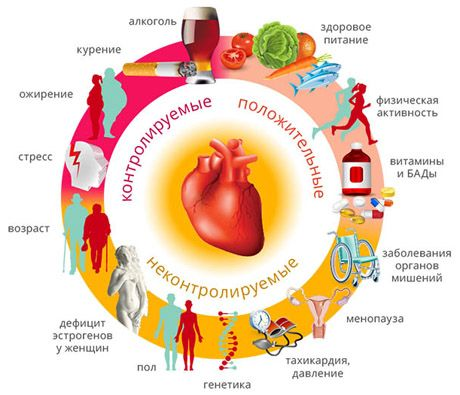 алкоголь
курение
ожирение
стресс
возраст
дефицит
эстрогенов
у женщин
пол
генетика
тахикардия,
давление
менопауза
заболевания
органов
мишений
витамины
и БАДы
физическая
активность
здоровое
питание
контролируемые
положительные
неконтролируемые